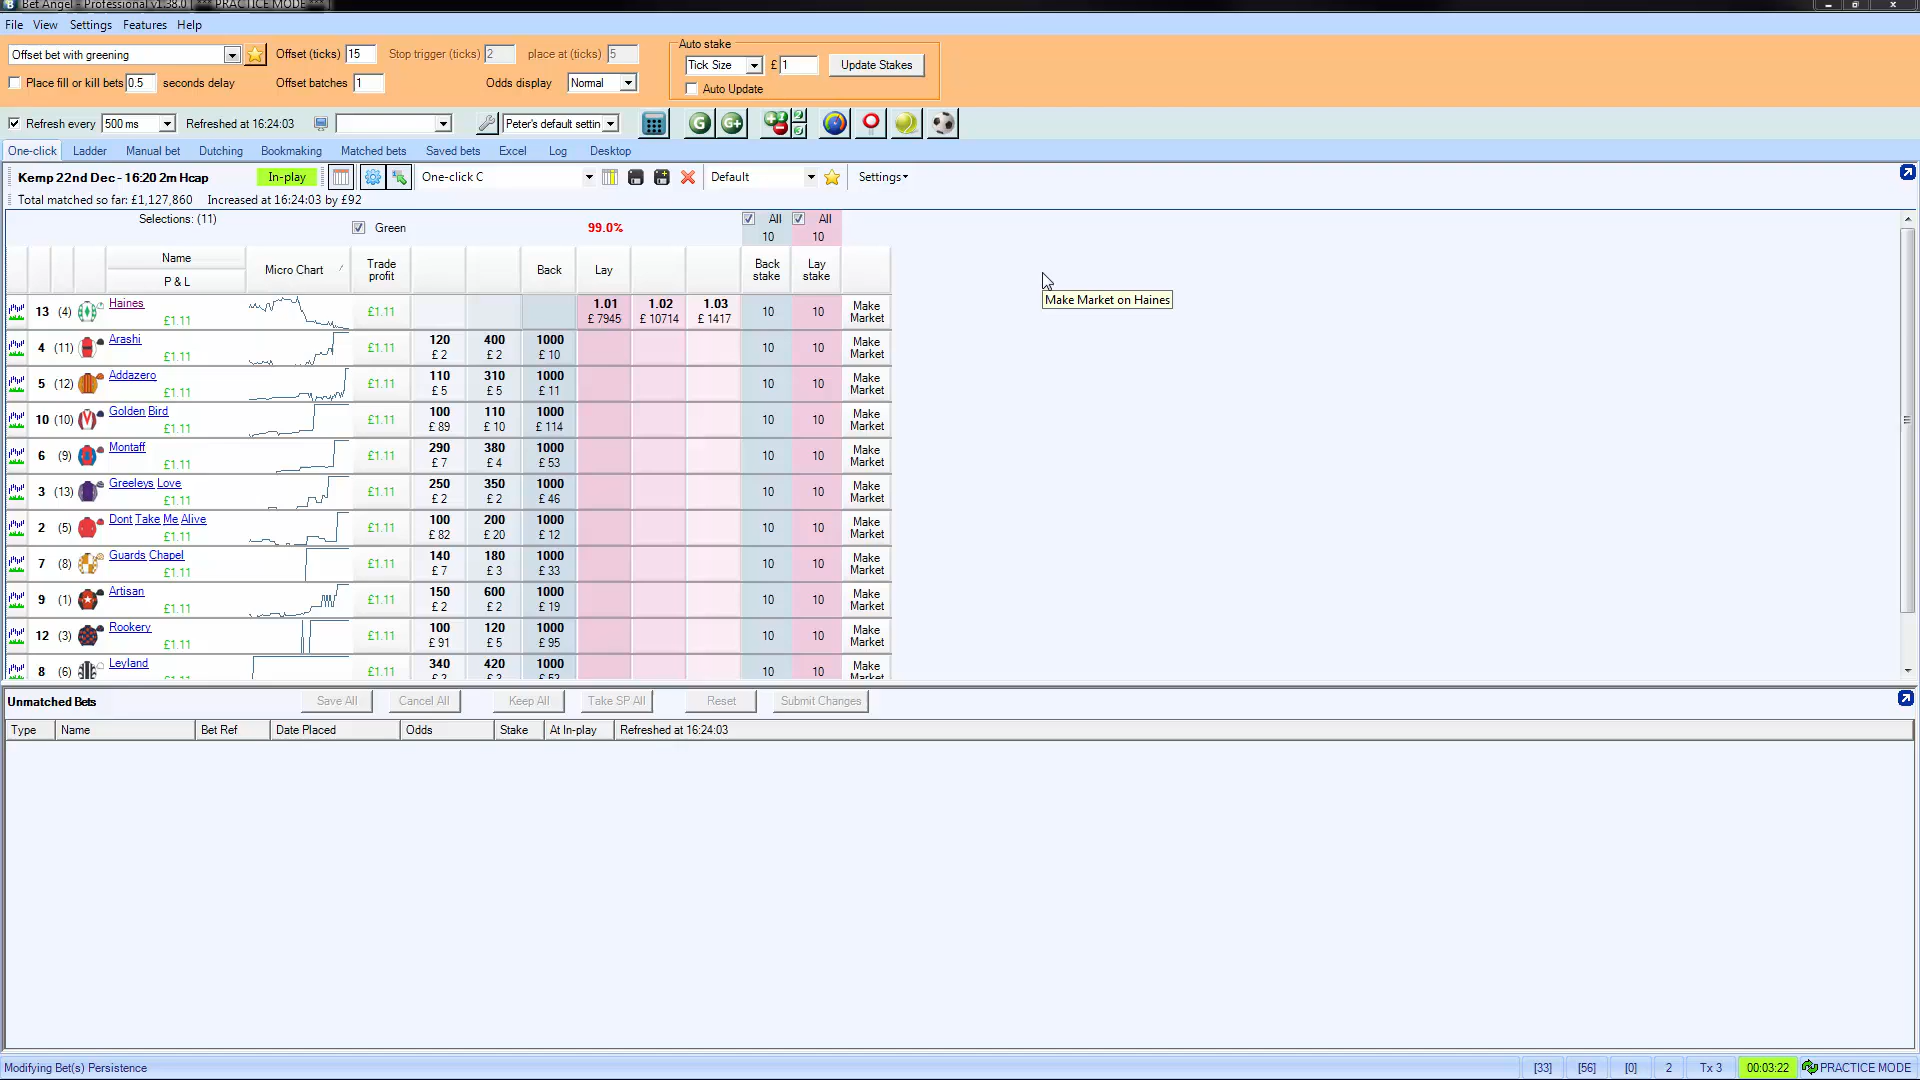 Bet Angel - Professional v1.38.0 *** PRACTICE MODE ***
File View Settings Features Help
Offset bet with greening Offset (ticks) 15 Stop trigger (ticks) 2 place at (ticks) 5 Auto stake
Tick Size £ 1 Update Stakes
Place fill or kill bets 0.5 seconds delay Offset batches 1 Odds display Normal Auto Update
Refresh every 500 ms Refreshed at 16:24:03 Peter's default settin G G+
One-click Ladder Manual bet Dutching Bookmaking Matched bets Saved bets Excel Log Desktop
Kemp 22nd Dec - 16:20 2m Hcap In-play One-click C Default Settings
Total matched so far: £1,127,860 Increased at 16:24:03 by £92
Selections: (11) Green 99.0% All All
10 10
Name Micro Chart Trade profit Back Lay Back stake Lay stake
P & L
13 (4) Haines £1.11 1.01 1.02 1.03 10 10 Make Market
£1.11 £ 7945 £ 10714 £ 1417
Make Market on Haines
4 (11) Arashi £1.11 120 400 1000 10 10 Make Market
£1.11 £ 2 £ 2 £ 10
5 (12) Addazero £1.11 110 310 1000 10 10 Make Market
£1.11 £ 5 £ 5 £ 11
10 (10) Golden Bird £1.11 100 110 1000 10 10 Make Market
£1.11 £ 89 £ 10 £ 114
6 (9) Montaff £1.11 290 380 1000 10 10 Make Market
£1.11 £ 7 £ 4 £ 53
3 (13) Greeleys Love £1.11 250 350 1000 10 10 Make Market
£1.11 £ 2 £ 2 £ 46
2 (5) Dont Take Me Alive £1.11 100 200 1000 10 10 Make Market
£1.11 £ 82 £ 20 £ 12
7 (8) Guards Chapel £1.11 140 180 1000 10 10 Make Market
£1.11 £ 7 £ 3 £ 33
9 (1) Artisan £1.11 150 600 1000 10 10 Make Market
£1.11 £ 2 £ 2 £ 19
12 (3) Rookery £1.11 100 120 1000 10 10 Make Market
£1.11 £ 91 £ 5 £ 95
8 (6) Leyland £1.11 340 420 1000 10 10 Make Market
Unmatched Bets Save All Cancel All Keep All Take SP All Reset Submit Changes
Type Name Bet Ref Date Placed Odds Stake At In-play Refreshed at 16:24:03
Modifying Bet(s) Persistence [33] [56] [0] 2 Tx 3 00:03:22 PRACTICE MODE